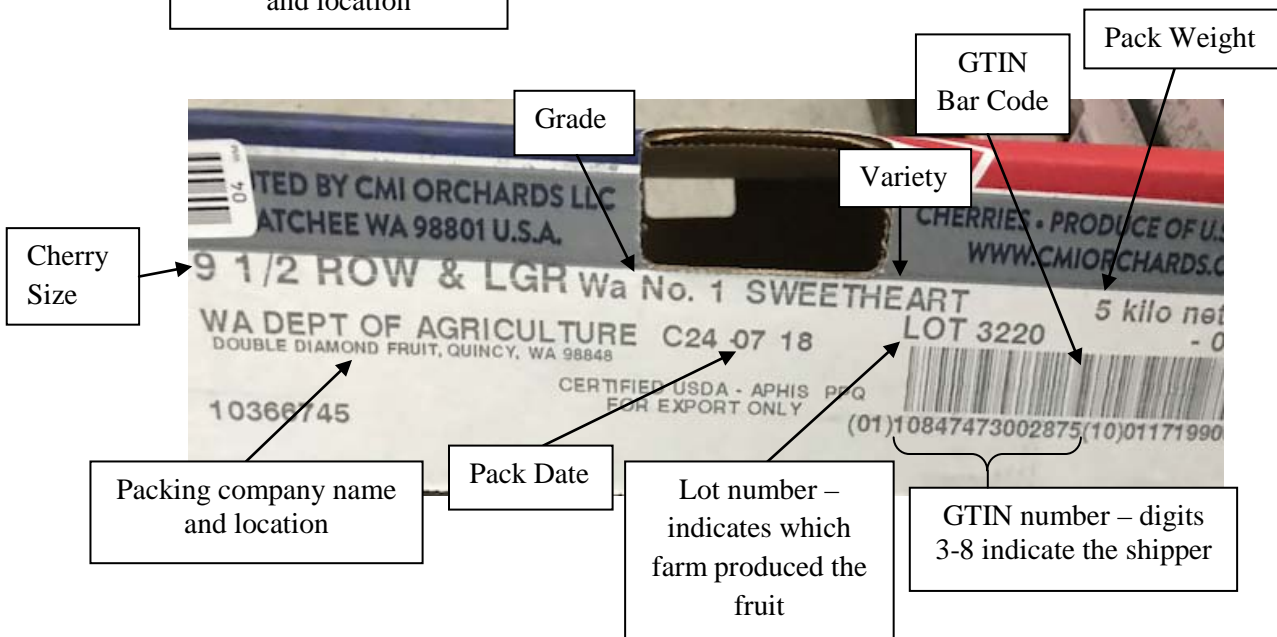 and location
Pack Weight
GTIN
Bar Code
Grade
Variety
Cherry
Size
04
TED BY CMI ORCHARDS LLC
ATCHEE WA 98801 U.S.A.
CHERRIES • PRODUCE OF U.S
WWW.CMIORCHARDS.C
9 1/2 ROW & LGR Wa No. 1 SWEETHEART
5 kilo net
WA DEPT OF AGRICULTURE C24 07 18
LOT 3220
- 0
DOUBLE DIAMOND FRUIT, QUINCY, WA 98848
CERTIFIED USDA - APHIS PPQ
FOR EXPORT ONLY
10366745
(01)10847473002875(10)01171990
Packing company name
and location
Pack Date
Lot number –
indicates which
farm produced the
fruit
GTIN number – digits
3-8 indicate the shipper